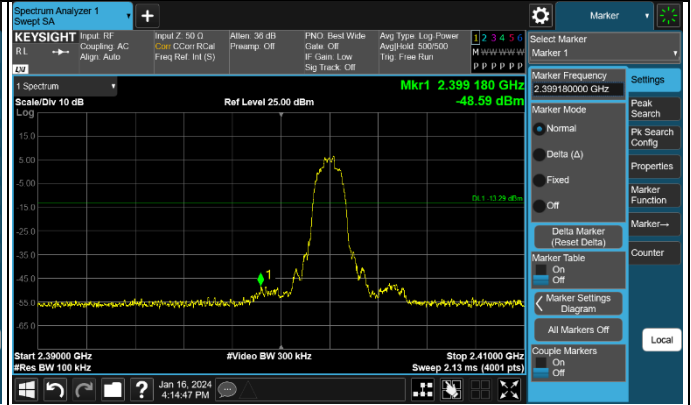 Spectrum Analyzer 1
Swept SA
+
Marker
KEYSIGHT
RL
Input: RF
Coupling: AC
Align: Auto
Input Z: 50 Ω
Corr CCorr RCal
Freq Ref: Int (S)
Atten: 36 dB
Preamp: Off
PNO: Best Wide
Gate: Off
IF Gain: Low
Sig Track: Off
Avg Type: Log-Power
Avg|Hold: 500/500
Trig: Free Run
1 2 3 4 5 6
M W W W W W
P P P P P P
LXI
Select Marker
Marker 1
1 Spectrum
Scale/Div 10 dB
Ref Level 25.00 dBm
Mkr1 2.399 180 GHz
-48.59 dBm
Log
15.0
5.00
-5.00
-15.0
-25.0
-35.0
-45.0
-55.0
-65.0
DL1 -13.29 dBm
1
Start 2.39000 GHz
#Res BW 100 kHz
#Video BW 300 kHz
Stop 2.41000 GHz
Sweep 2.13 ms (4001 pts)
Marker Frequency
2.399180000 GHz
Marker Mode
Normal
Delta (Δ)
Fixed
Off
Delta Marker
(Reset Delta)
Marker Table
On
Off
Marker Settings
Diagram
All Markers Off
Couple Markers
On
Off
Settings
Peak
Search
Pk Search
Config
Properties
Marker
Function
Marker→
Counter
Local
?
Jan 16, 2024
4:14:47 PM